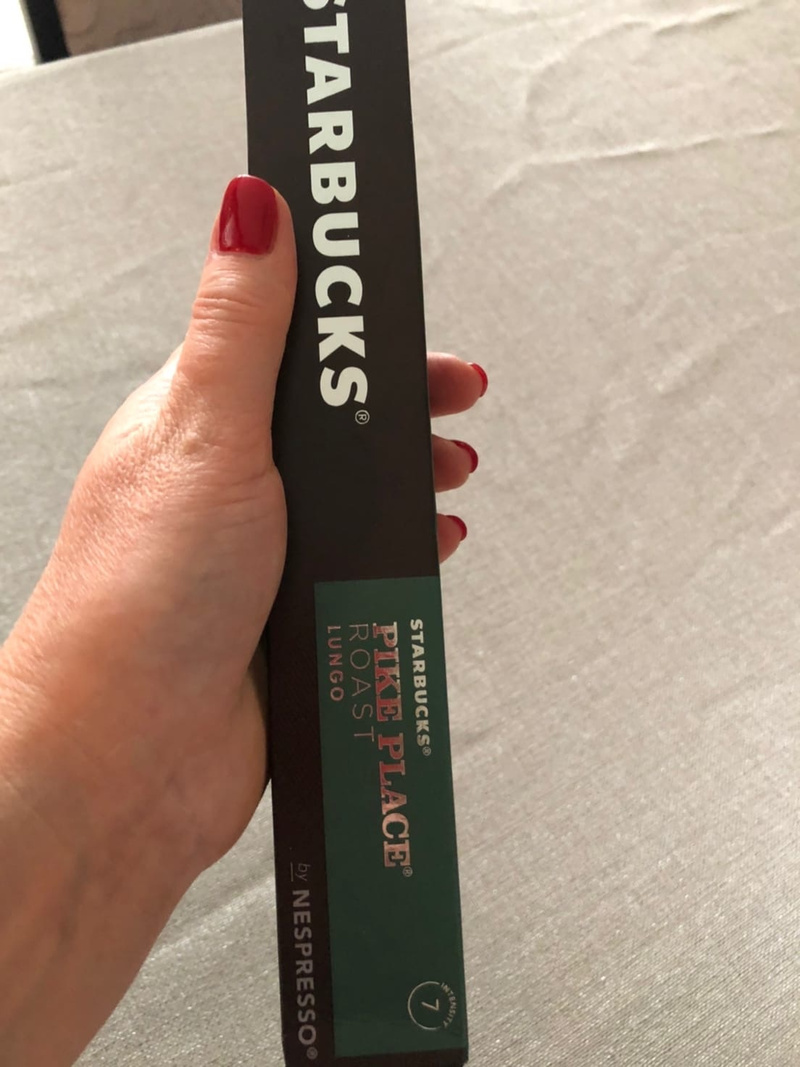 STARBUCKS®
STARBUCKS®
PIKE PLACE®
ROAST
LUNGO
INTENSITY
7
by NESPRESSO®